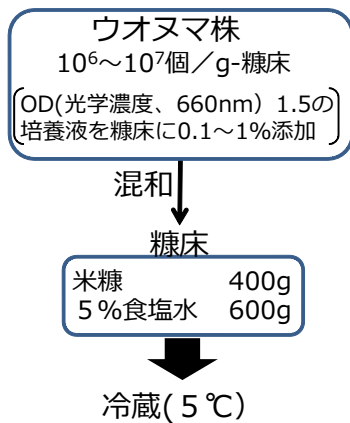 ウオヌマ株
10⁶～10⁷個／g-糠床
OD(光学濃度、660nm）1.5の
培養液を糠床に0.1～1%添加
混和
糠床
米糠　400g
５%食塩水　600g
冷蔵(５℃)